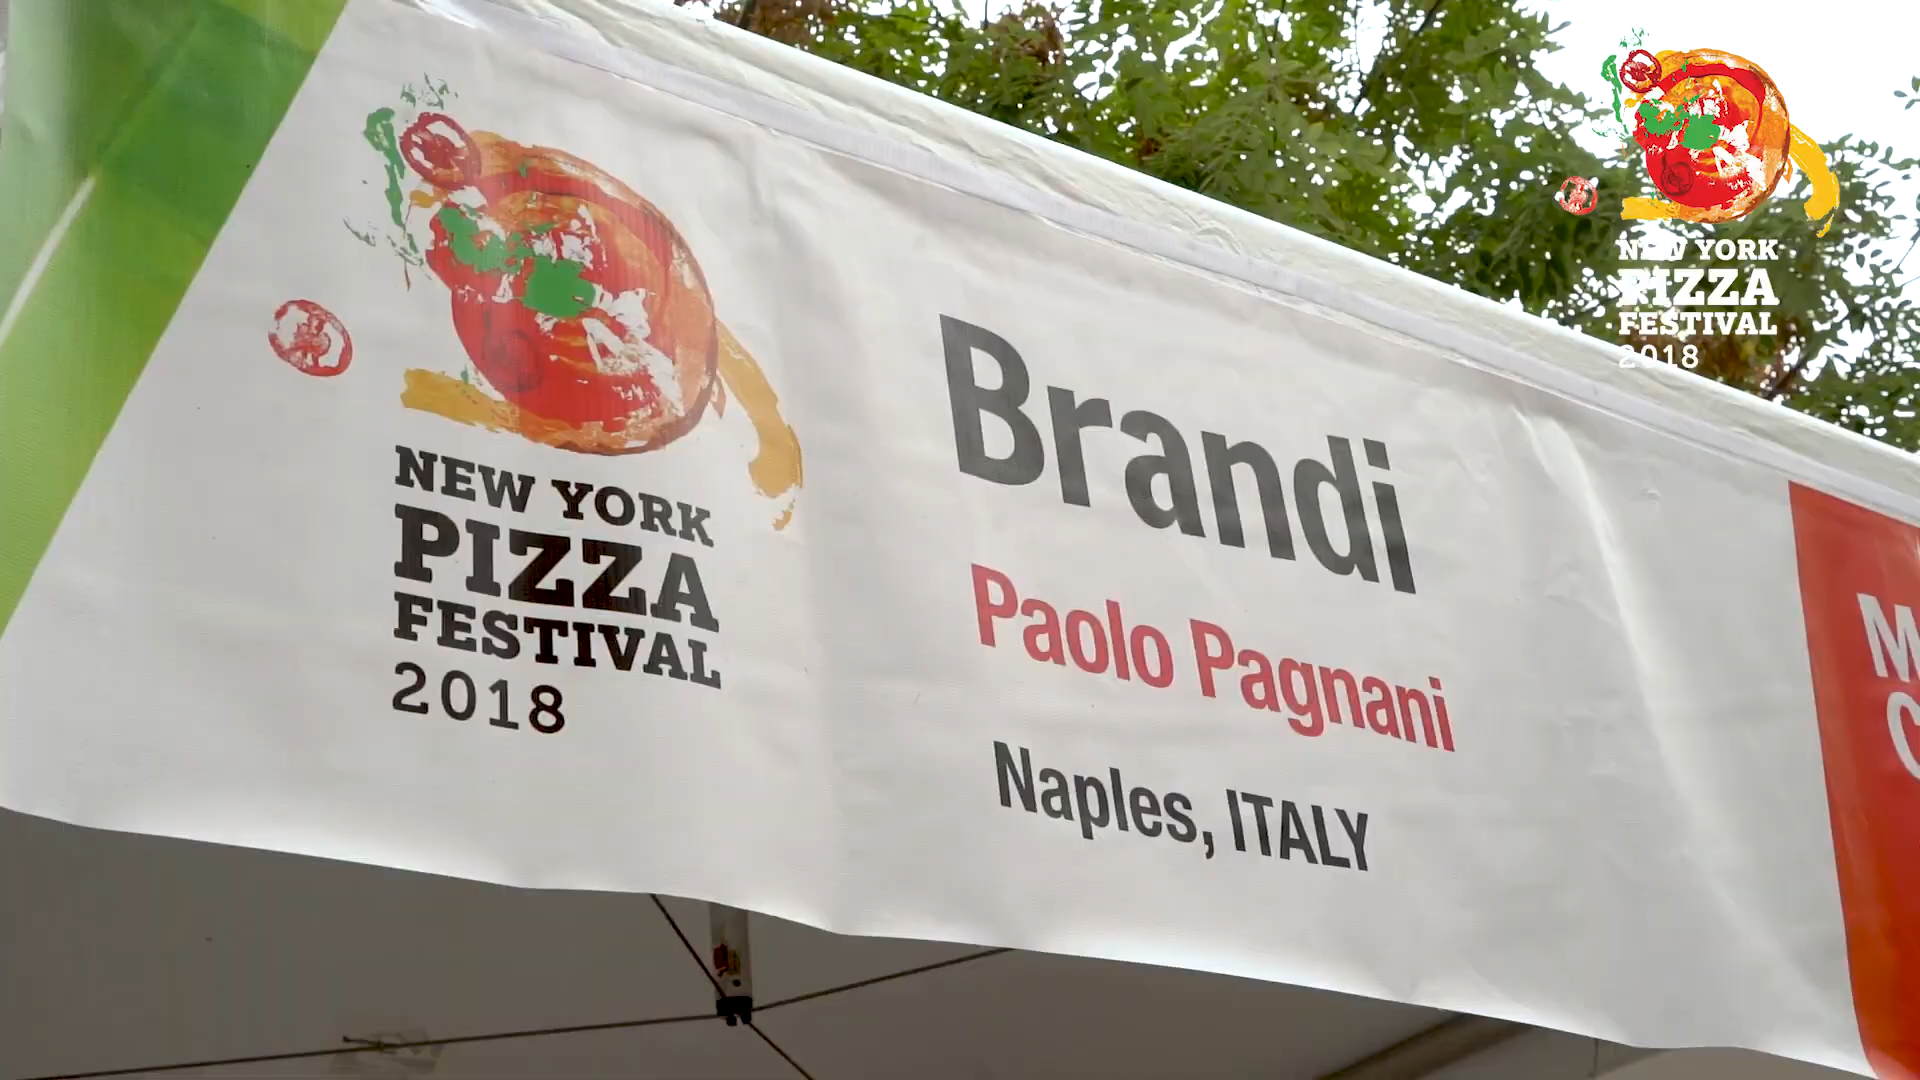 NEW YORK
PIZZA
FESTIVAL
2018
Brandi
Paolo Pagnani
Naples, ITALY
NEW YORK
PIZZA
FESTIVAL
2018